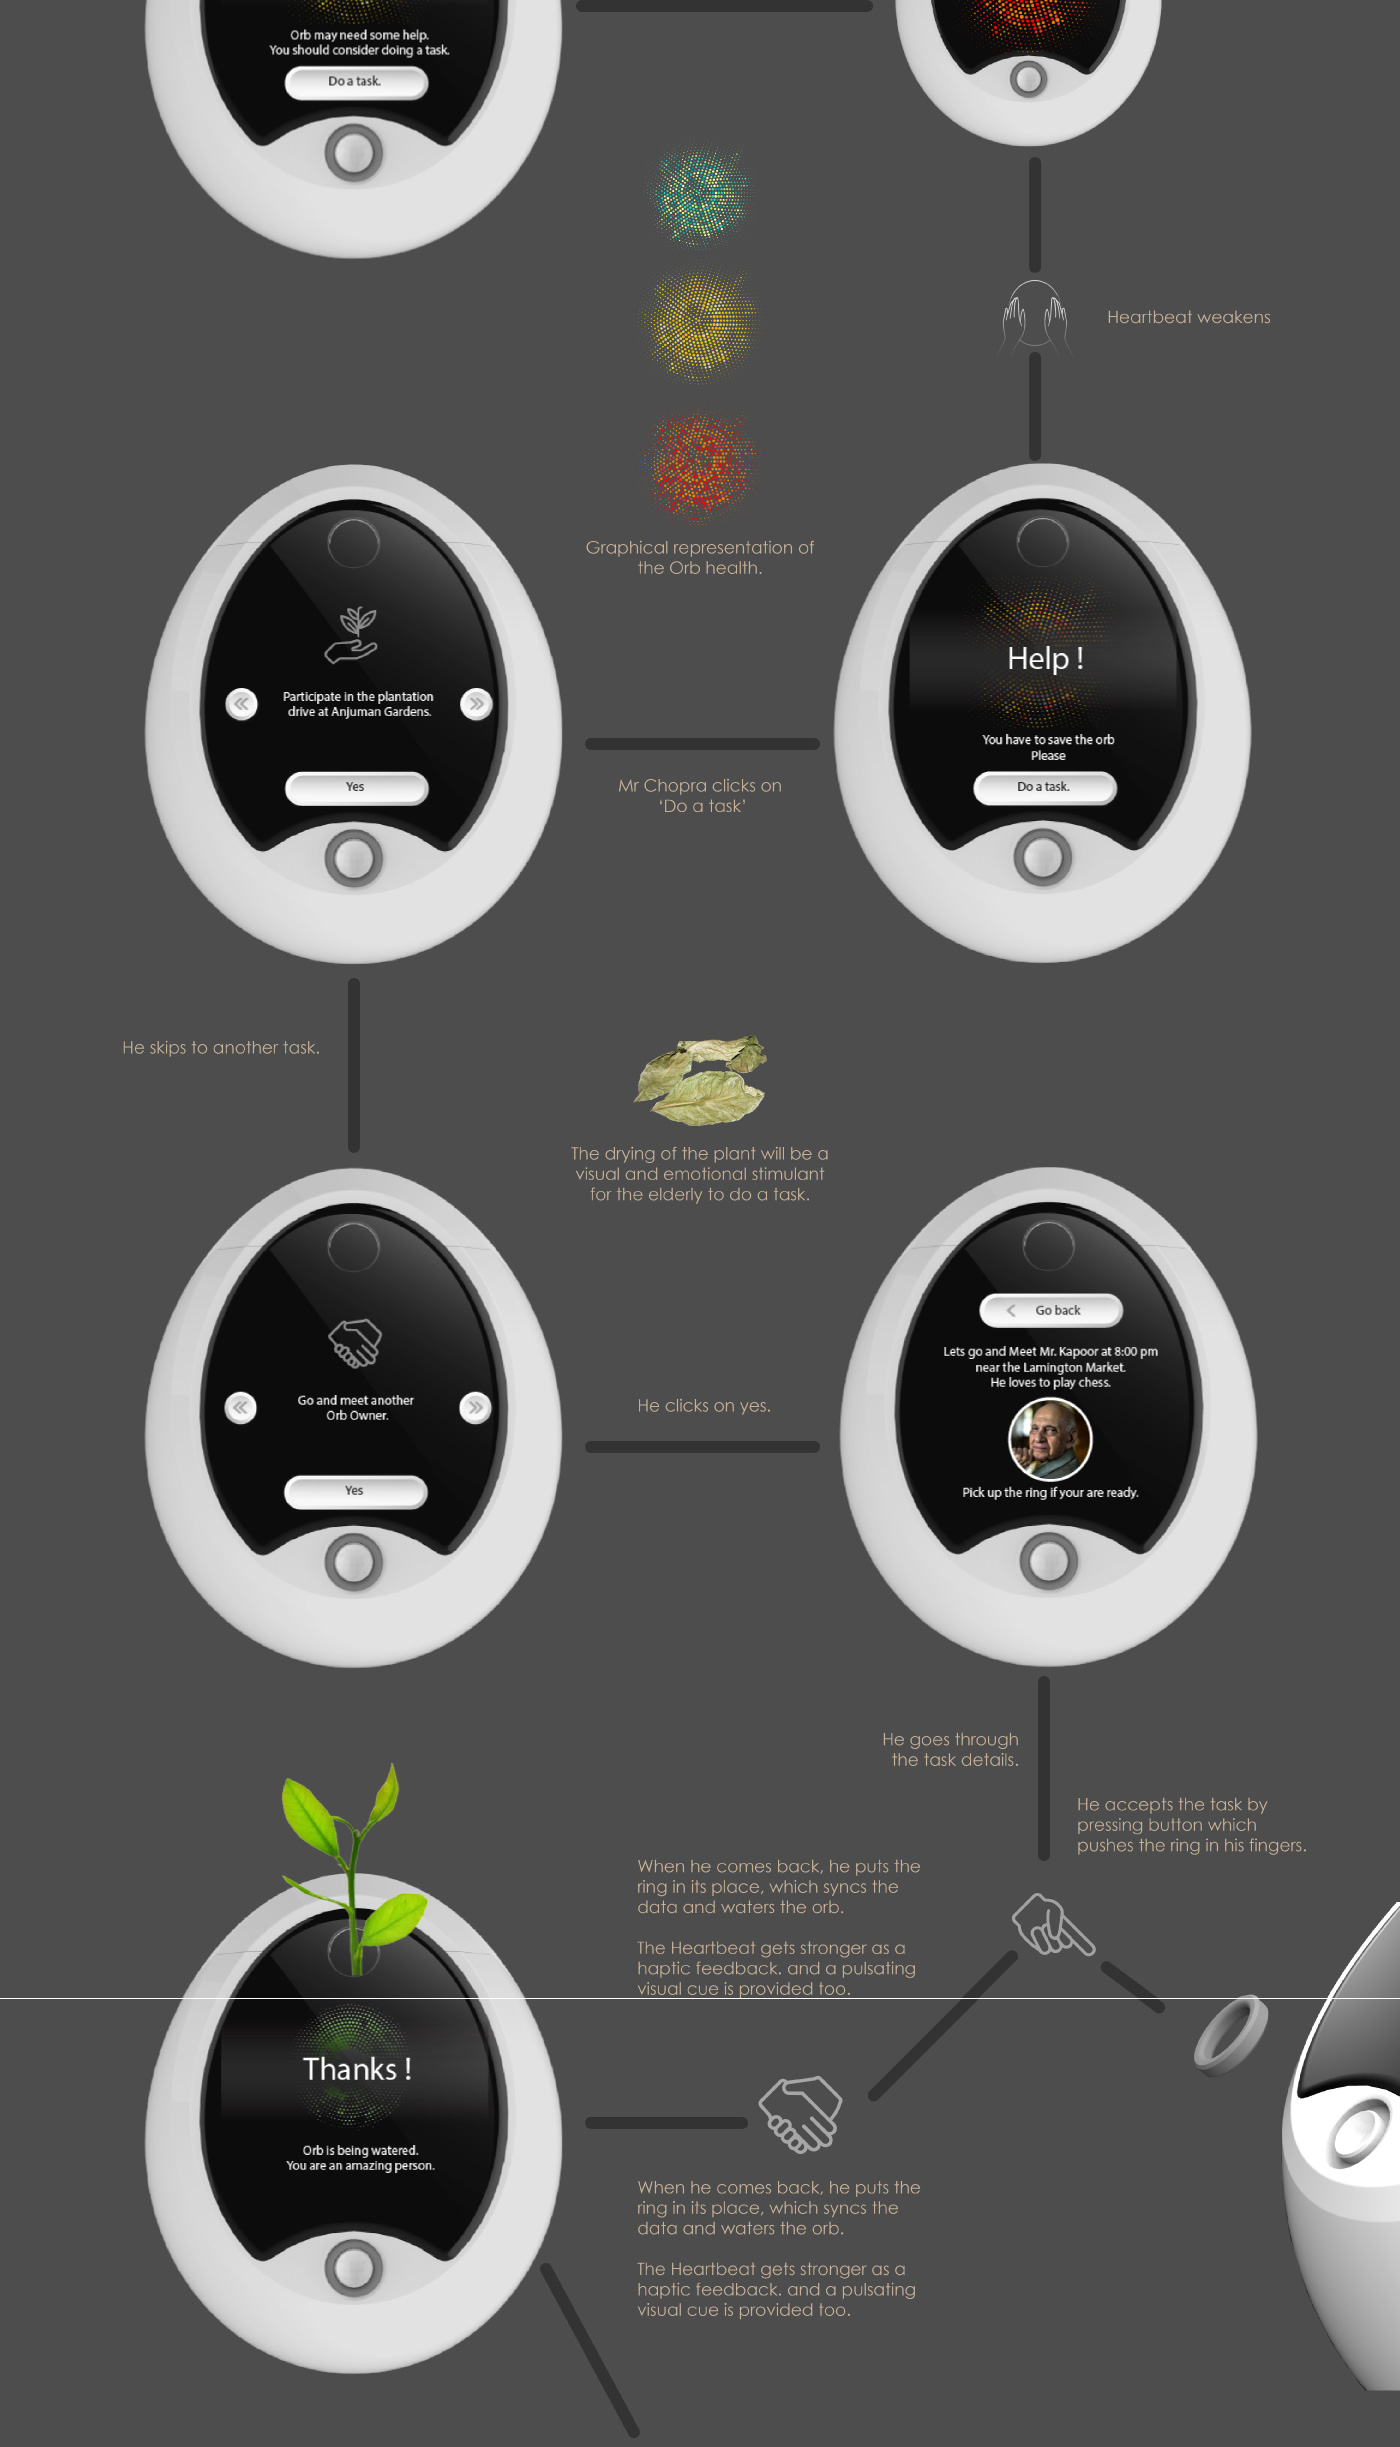 Orb may need some help.
You should consider doing a task.
Do a task.
Heartbeat weakens
Graphical representation of
the Orb health.
Participate in the plantation
drive at Anjuman Gardens.
Yes
Help !
You have to save the orb
Please
Do a task.
Mr Chopra clicks on
‘Do a task’
He skips to another task.
The drying of the plant will be a
visual and emotional stimulant
for the elderly to do a task.
Go and meet another
Orb Owner.
Yes
He clicks on yes.
Go back
Lets go and Meet Mr. Kapoor at 8:00 pm
near the Lamington Market.
He loves to play chess.
Pick up the ring if your are ready.
He goes through
the task details.
He accepts the task by
pressing button which
pushes the ring in his fingers.
When he comes back, he puts the
ring in its place, which syncs the
data and waters the orb.
The Heartbeat gets stronger as a
haptic feedback. and a pulsating
visual cue is provided too.
Thanks !
Orb is being watered.
You are an amazing person.
When he comes back, he puts the
ring in its place, which syncs the
data and waters the orb.
The Heartbeat gets stronger as a
haptic feedback. and a pulsating
visual cue is provided too.